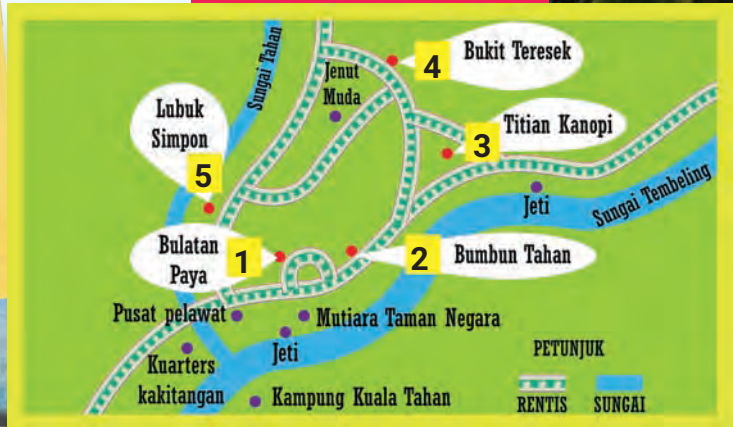 Sungai Tahan
4
Bukit Teresek
Jenut
Muda
Lubuk
Simpon
5
3
Titian Kanopi
Jeti
Sungai Tembeling
Bulatan
Paya
1
2
Bumbun Tahan
Pusat pelawat
Mutiara Taman Negara
Jeti
Kuarters
kakitangan
Kampung Kuala Tahan
PETUNJUK
RENTIS
SUNGAI